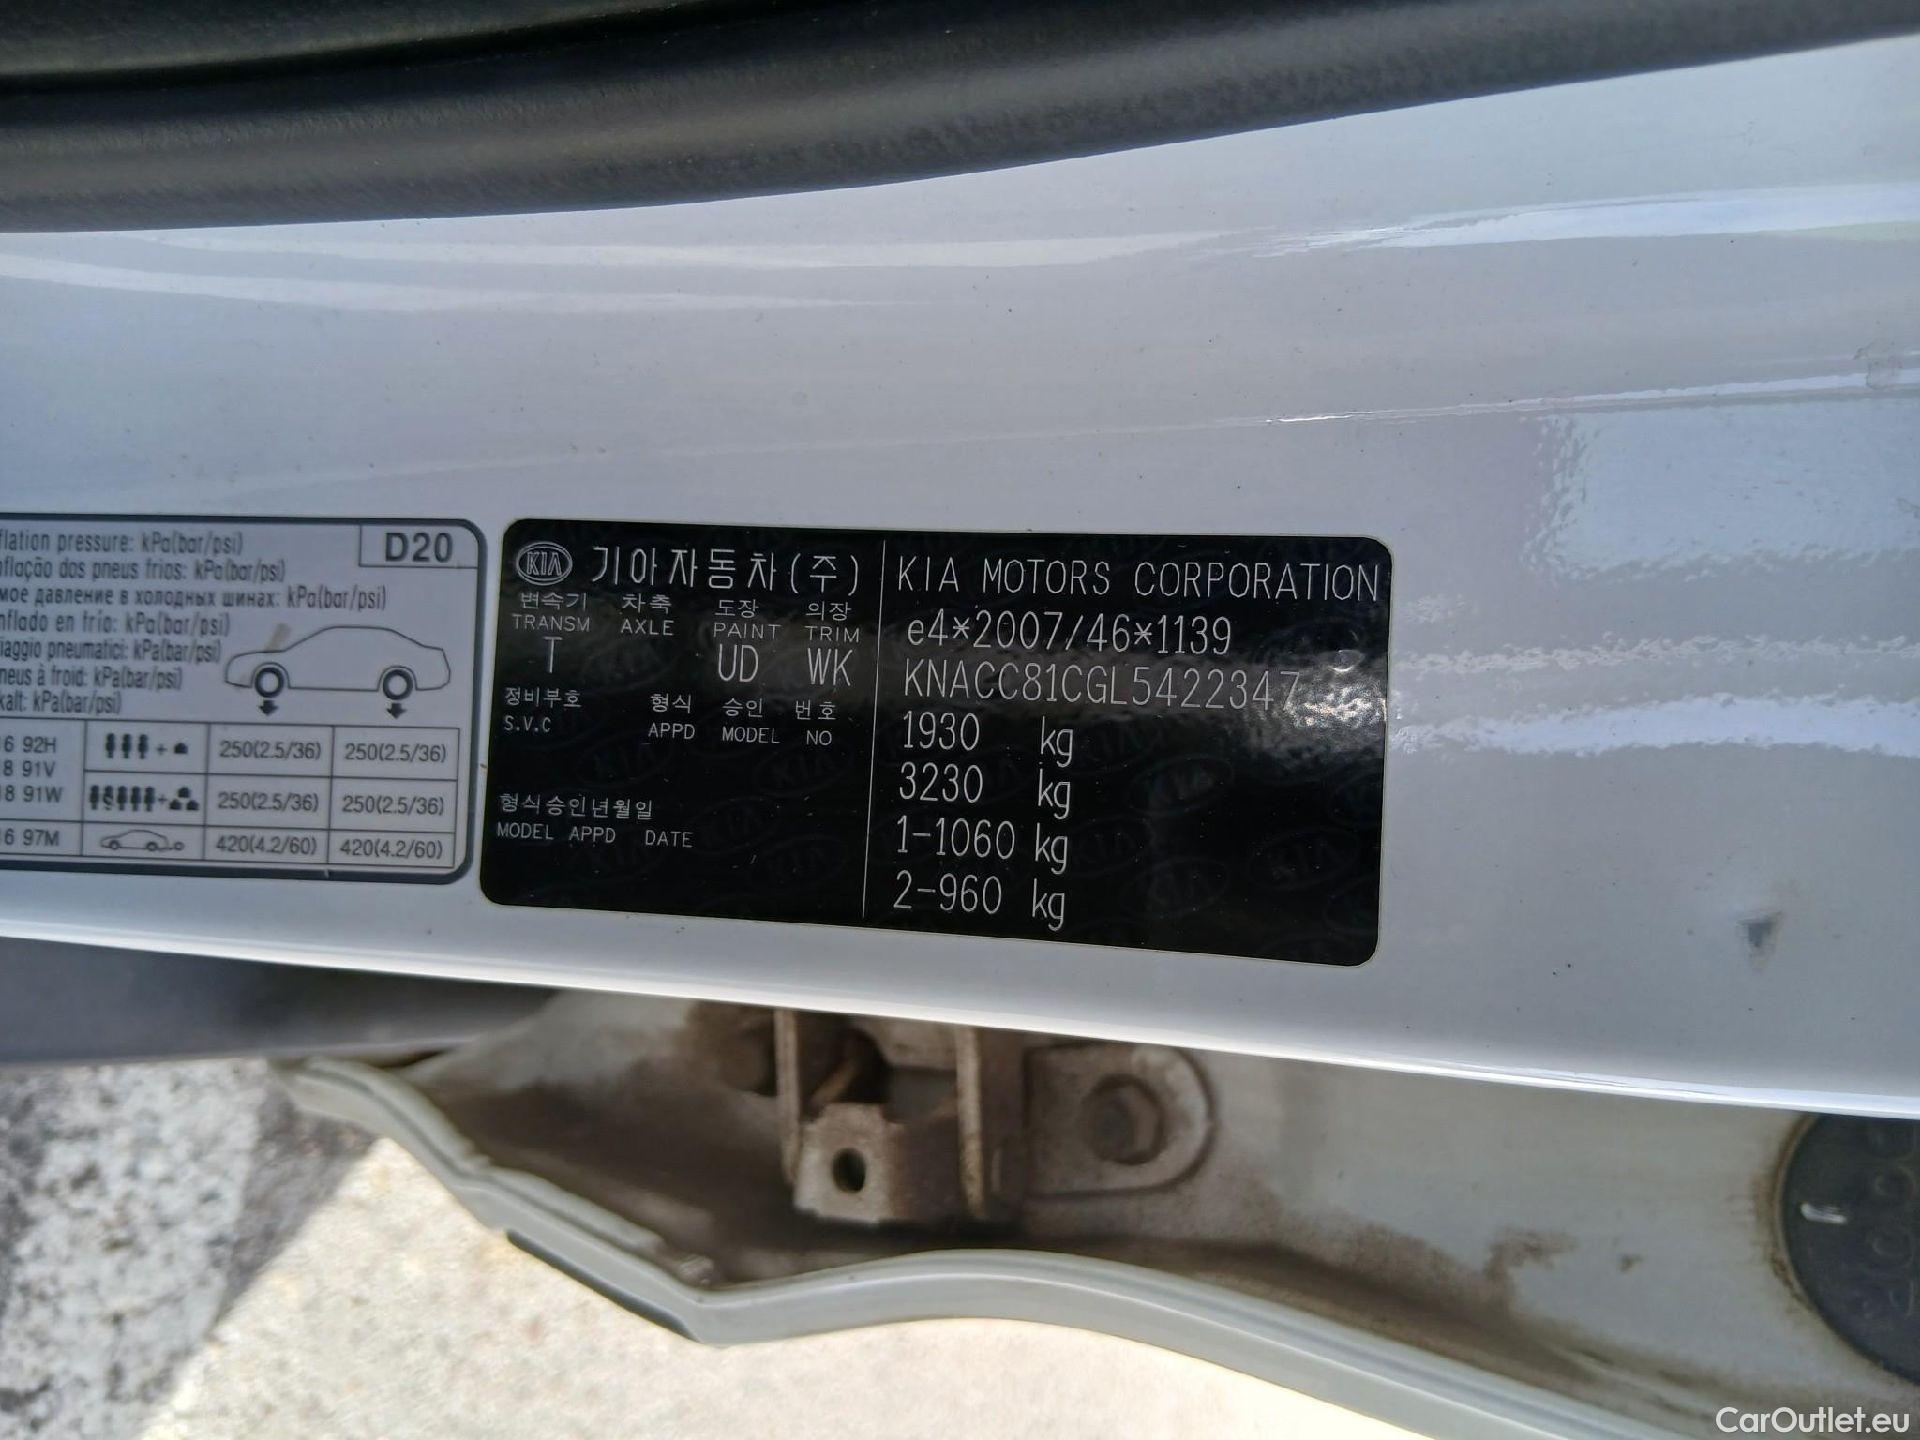 flation pressure: kPa(bar/psi)
D20
nflação dos pneus frios: kPa(bar/psi)
мое давление в холодных шинах: kPa(bar/psi)
nflado en frío: kPa(bar/psi)
iaggio pneumatici: kPa(bar/psi)
neus à froid: kPa(bar/psi)
kalt: kPa(bar/psi)
16 92H
18 91V
18 91W
250(2.5/36) 250(2.5/36)
+ 250(2.5/36) 250(2.5/36)
16 97M 420(4.2/60) 420(4.2/60)
KIA 기아자동차(주)
변속기 차축 도장 의장
TRANSM AXLE PAINT TRIM
T UD WK
정비부호 형식 승인 번호
S.V.C APPD MODEL NO
형식승인년월일
MODEL APPD DATE
KIA MOTORS CORPORATION
e4*2007/46*1139
KNACC81CGL5422347
1930 kg
3230 kg
1-1060 kg
2-960 kg
CarOutlet.eu